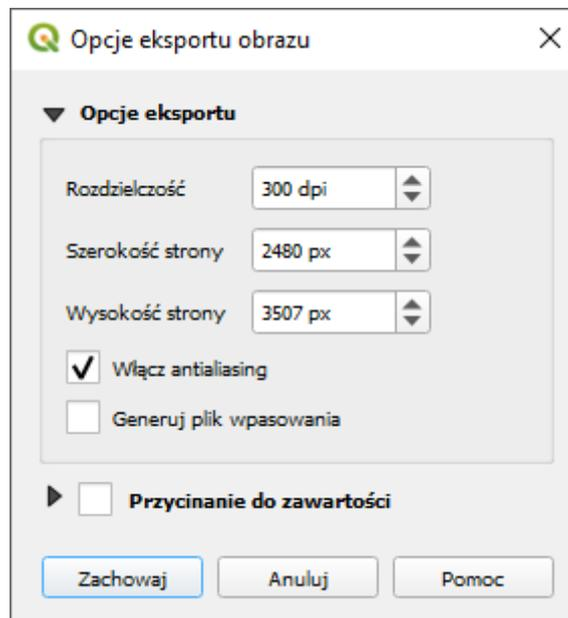 Opcje eksportu obrazu
Opcje eksportu
Rozdzielczość 300 dpi
Szerokość strony 2480 px
Wysokość strony 3507 px
Włącz antialiasing
Generuj plik wpasowania
Przycinanie do zawartości
Zachowaj Anuluj Pomoc